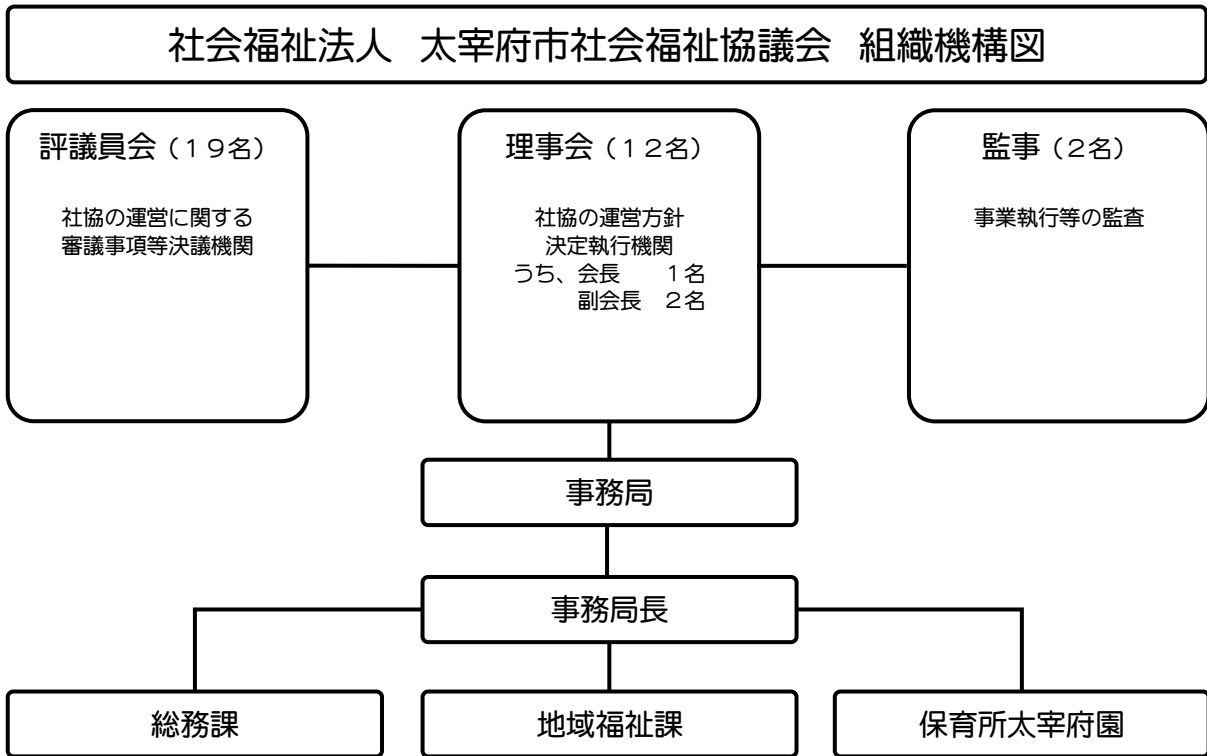 社会福祉法人 太宰府市社会福祉協議会 組織機構図
評議員会（１９名）
社協の運営に関する
審議事項等決議機関
理事会（１２名）
社協の運営方針
決定執行機関
うち、会長　　１名
副会長　２名
監事（２名）
事業執行等の監査
事務局
事務局長
総務課
地域福祉課
保育所太宰府園